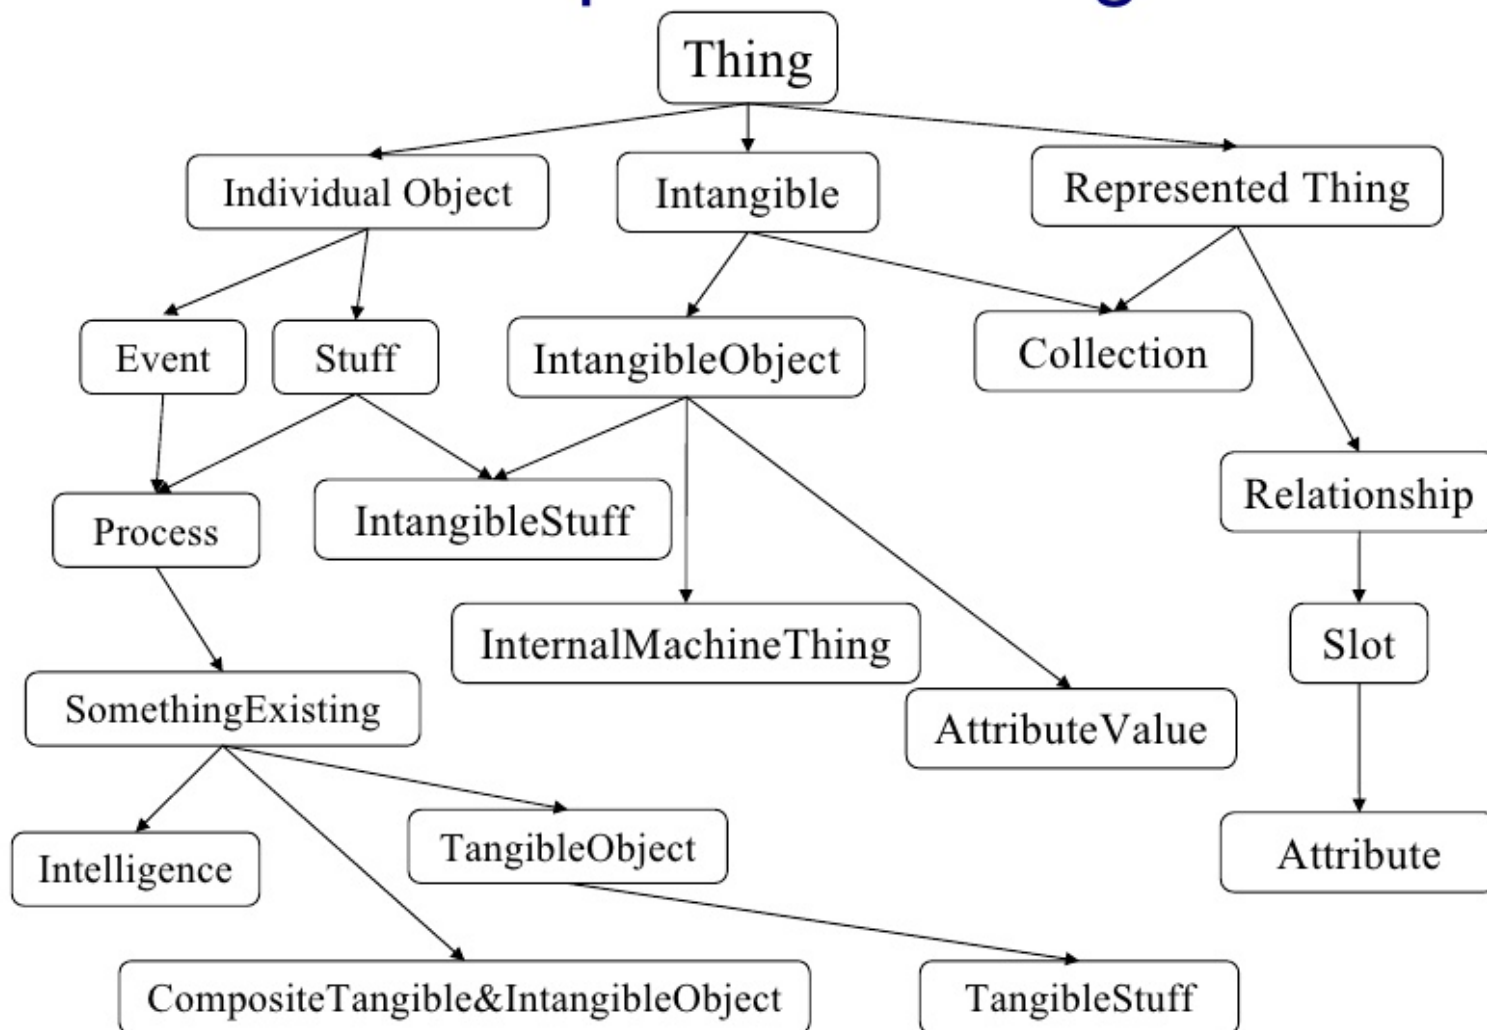 Thing
Individual Object
Intangible
Represented Thing
Event
Stuff
IntangibleObject
Collection
Process
IntangibleStuff
Relationship
InternalMachineThing
Slot
SomethingExisting
AttributeValue
Intelligence
TangibleObject
Attribute
CompositeTangible&IntangibleObject
TangibleStuff